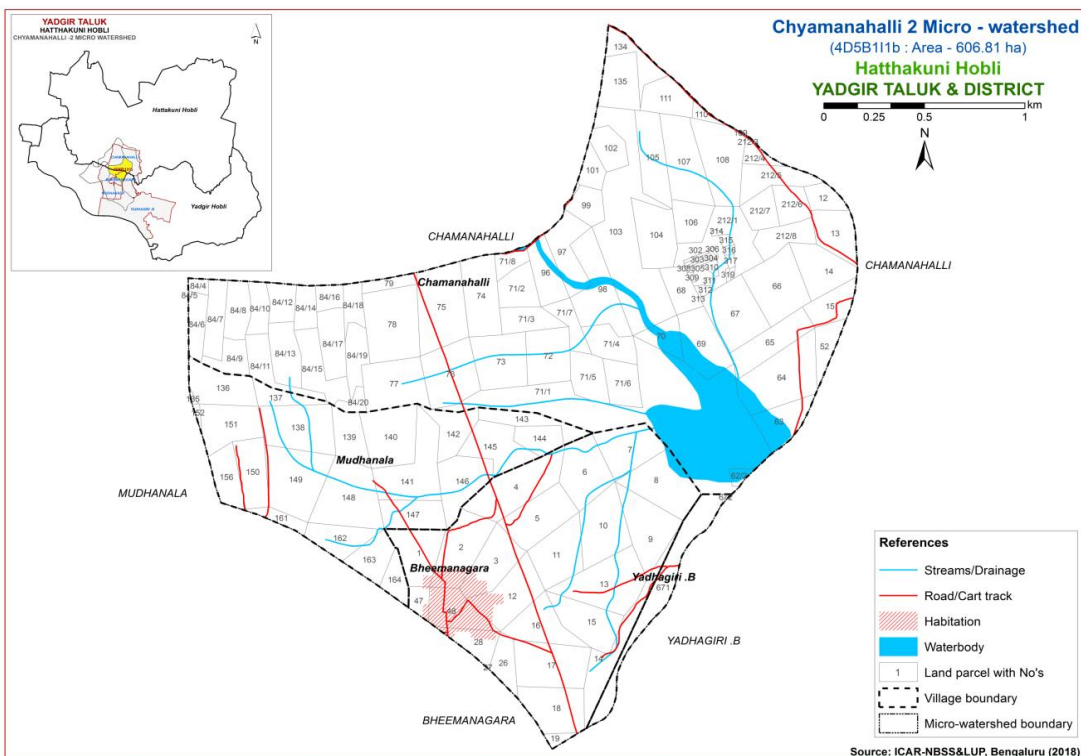 YADGIR TALUK
HATTHAKUNI HOBLI
CHYAMANAHALLI -2 MICRO WATERSHED
N
Hattakuni Hobli
CHAMANAHALLI
Yadgir Hobli
Chyamanahalli 2 Micro - watershed
(4D5B1I1b : Area - 606.81 ha)
Hatthakuni Hobli
YADGIR TALUK & DISTRICT
km
0 0.25 0.5 1
N
134
135
111
110
102
105 107 108
212/4
101
212/5
99
212/7 212/6 12
106 212/1
103 104 212/8 13
314
315
CHAMANAHALLI
302 306 316
97
303 304 317
CHAMANAHALLI
71/8
305 310
14
96
309 311 319
79 Chamanahalli
68 312 66
84/4
84/5
71/2 98
313
84/16
74
84/12
75
15
84/8 84/10 84/14 84/18
71/7
67
84/6 84/7
78
71/3
70
69 65 52
84/17
71/4
84/9 84/13 84/19
73 72
84/11 84/15
77
71/5 71/6
64
136
71/1
137
84/20
152
143
63
151
138
139 140 142
144
145
7
Mudhanala
6
156 150
149
141 146
8
MUDHANALA
148
4
147
5
10
161
162
9
163
1 2
3
11
164
Bheemanagara
Yadhagiri .B
13
671
47
48
12
15
16
28
YADHAGIRI .B
14
27 26
17
18
BHEEMANAGARA
19
References
Streams/Drainage
Road/Cart track
Habitation
Waterbody
1 Land parcel with No's
Village boundary
Micro-watershed boundary
Source: ICAR-NBSS&LUP, Bengaluru (2018)